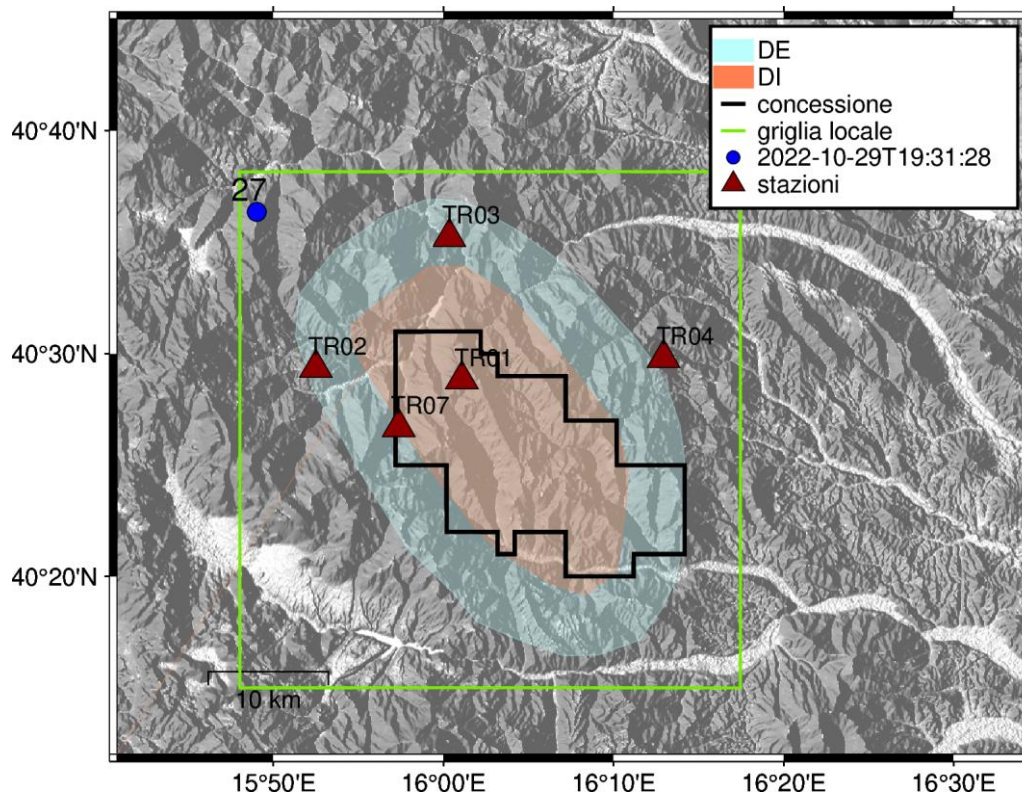 DE
DI
concessione
griglia locale
2022-10-29T19:31:28
stazioni
40°40'N
27
TR03
40°30'N
TR02
TR01
TR04
TR07
40°20'N
10 km
15°50'E
16°00'E
16°10'E
16°20'E
16°30'E